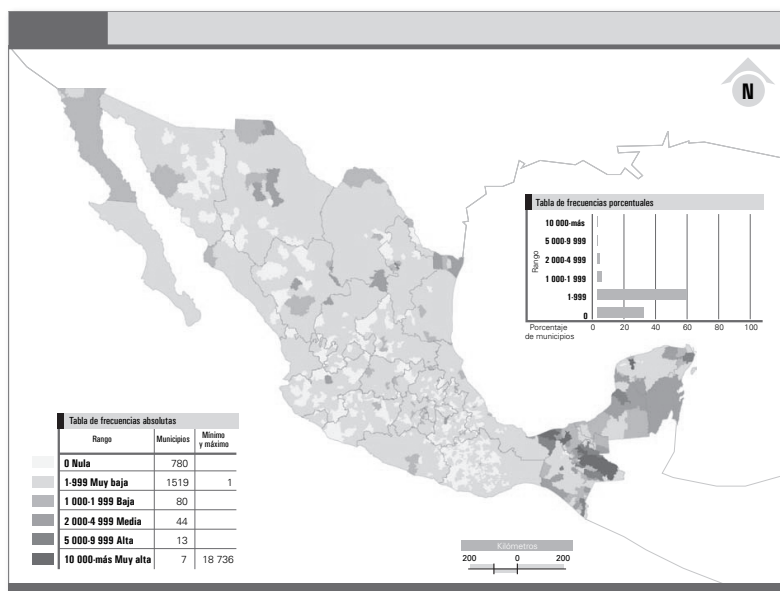 N
Tabla de frecuencias porcentuales
Rango
10 000-más
5 000-9 999
2 000-4 999
1 000-1 999
1-999
0
Porcentaje
de municipios
0 20 40 60 80 100
Tabla de frecuencias absolutas
Rango Municipios Mínimo
y máximo
0 Nula 780
1-999 Muy baja 1519 1
1 000-1 999 Baja 80
2 000-4 999 Media 44
5 000-9 999 Alta 13
10 000-más Muy alta 7 18 736
Kilómetros
200 0 200